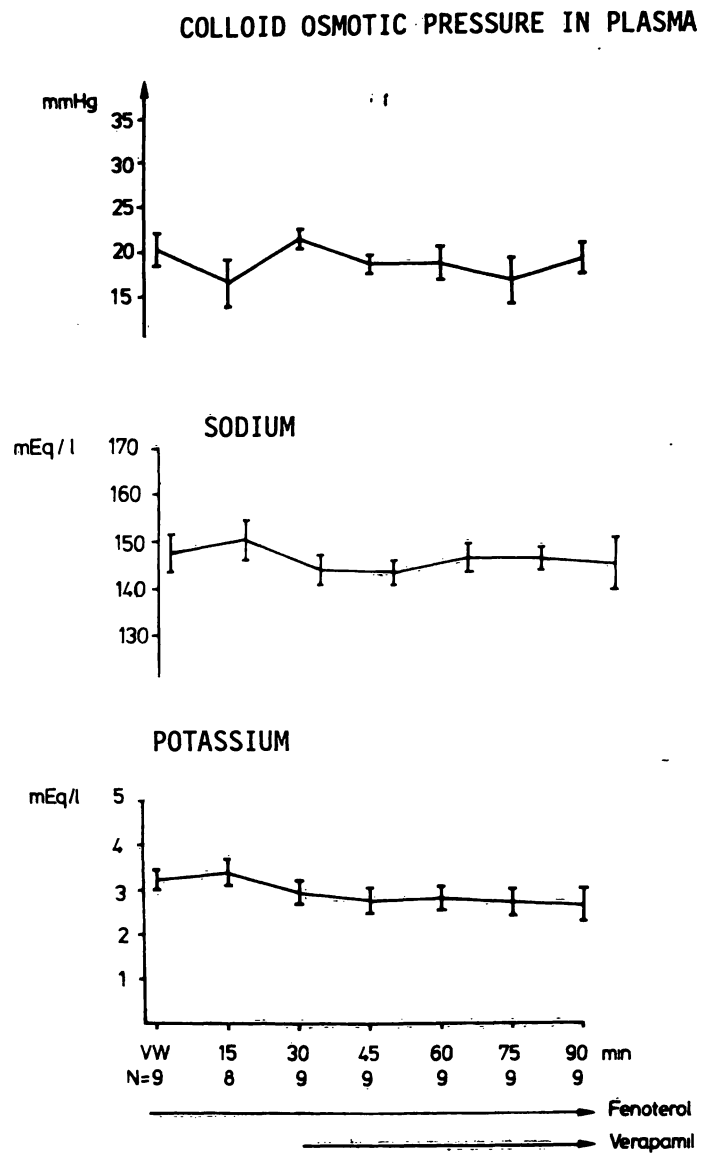 COLLOID OSMOTIC PRESSURE IN PLASMA
mmHg
35
30
25
20
15
SODIUM
mEq/l 170
160
150
140
130
POTASSIUM
mEq/l 5
4
3
2
1
VW 15 30 45 60 75 90 min
N=9 8 9 9 9 9 9
Fenoterol
Verapamil